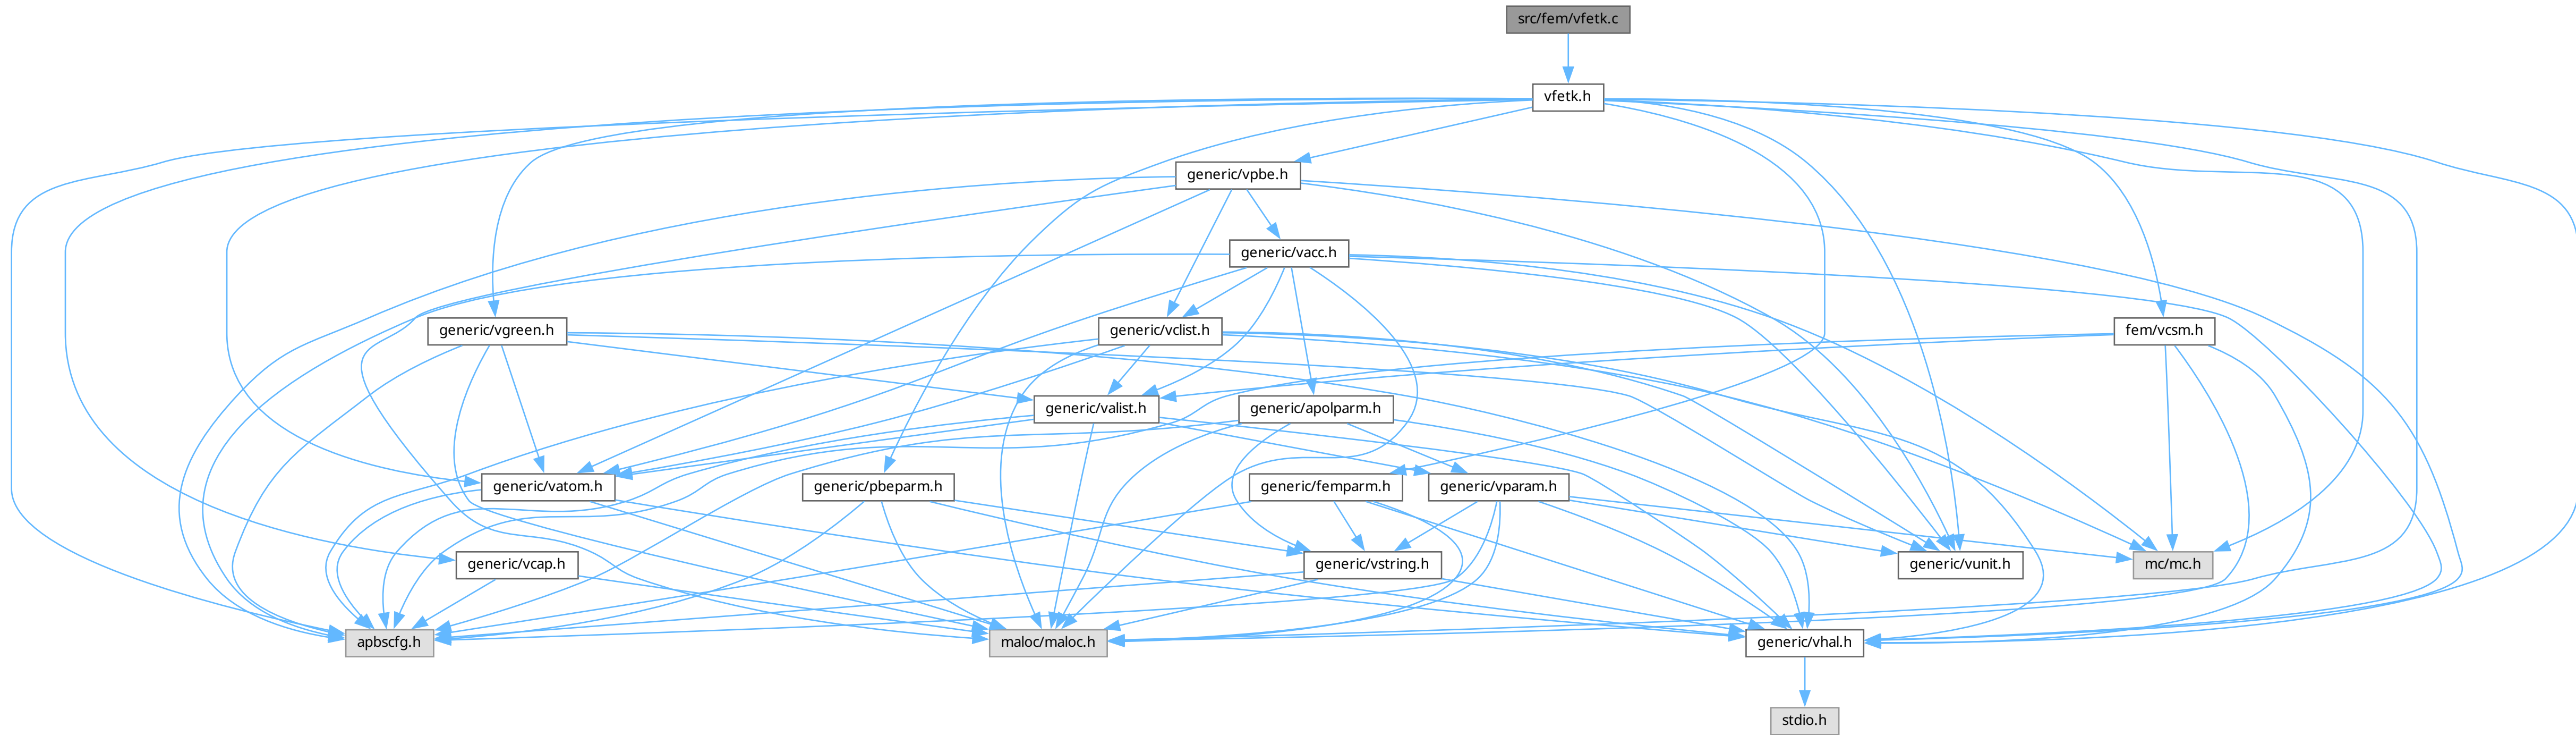 src/fem/vfetk.c
vfetk.h
generic/vpbe.h
generic/vacc.h
generic/vgreen.h
generic/vclist.h
fem/vcsm.h
generic/valist.h
generic/apolparm.h
generic/vatom.h
generic/pbeparm.h
generic/femparm.h
generic/vparam.h
generic/vcap.h
generic/vstring.h
generic/vunit.h
mc/mc.h
apbscfg.h
maloc/maloc.h
generic/vhal.h
stdio.h